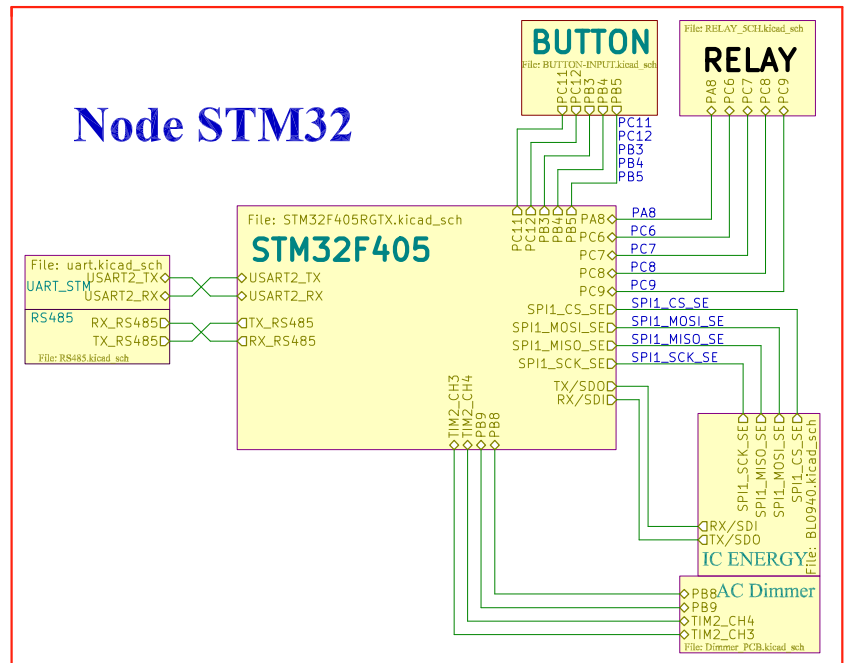 BUTTON
File: BUTTON-INPUT.kicad_sch
PC11
PC12
PB3
PB4
PB5
File: RELAY_5CH.kicad_sch
RELAY
PA8
PC6
PC7
PC8
PC9
Node STM32
PC11
PC12
PB3
PB4
PB5
File: STM32F405RGTX.kicad_sch
STM32F405
PC11
PC12
PB3
PB4
PB5
PA8
PC6
PC7
PC8
PC9
SPI1_CS_SE
SPI1_MOSI_SE
SPI1_MISO_SE
SPI1_SCK_SE
TX/SDO
RX/SDI
PA8
PC6
PC7
PC8
PC9
SPI1_CS_SE
SPI1_MOSI_SE
SPI1_MISO_SE
SPI1_SCK_SE
USART2_TX
USART2_RX
TX_RS485
RX_RS485
TIM2_CH3
TIM2_CH4
PB9
PB8
File: uart.kicad_sch
USART2_TX
UART_STM
USART2_RX
RS485
RX_RS485
TX_RS485
File: RS485.kicad_sch
SPI1_SCK_SE
SPI1_MISO_SE
SPI1_MOSI_SE
SPI1_CS_SE
File: BL0940.kicad_sch
RX/SDI
TX/SDO
IC ENERGY
AC Dimmer
PB8
PB9
TIM2_CH4
TIM2_CH3
File: Dimmer_PCB.kicad_sch